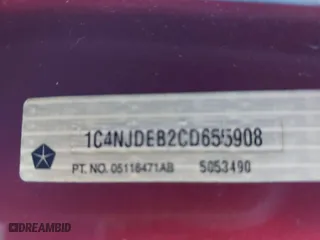 1C4NJDEB2CD655908
PT. NO. 05116471AB 5053490
DREAMBID